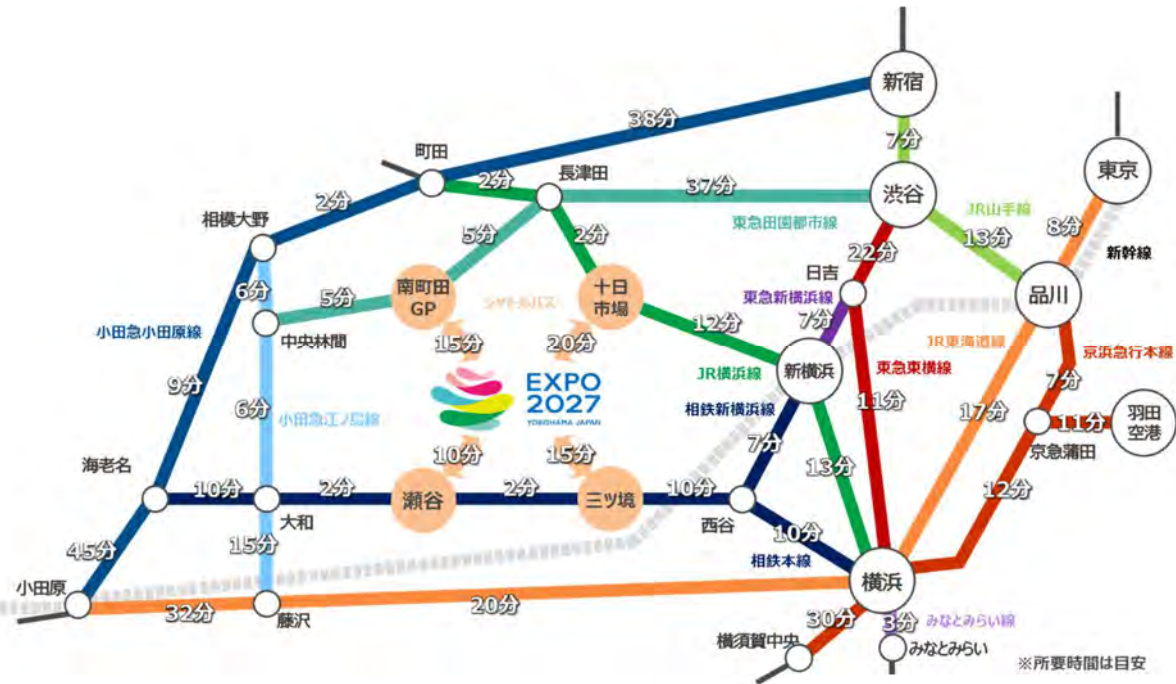 新宿
38分
7分
町田
2分
長津田
37分
渋谷
東京
2分
相模大野
東急田園都市線
JR山手線
8分
5分
2分
13分
新幹線
22分
日吉
6分
南町田
GP
シャトルバス
十日
市場
東急新横浜線
品川
5分
小田急小田原線
中央林間
15分
20分
12分
7分
JR東海道線
京浜急行本線
JR横浜線
新横浜
東急東横線
7分
9分
EXPO
2027
YOKOHAMA JAPAN
6分
小田急江ノ島線
相鉄新横浜線
11分
17分
11分
羽田
空港
京急蒲田
10分
15分
7分
海老名
13分
12分
10分
2分
瀬谷
2分
三ツ境
10分
大和
西谷
45分
15分
10分
相鉄本線
小田原
横浜
32分
藤沢
20分
30分
3分
みなとみらい線
横須賀中央
みなとみらい
※所要時間は目安